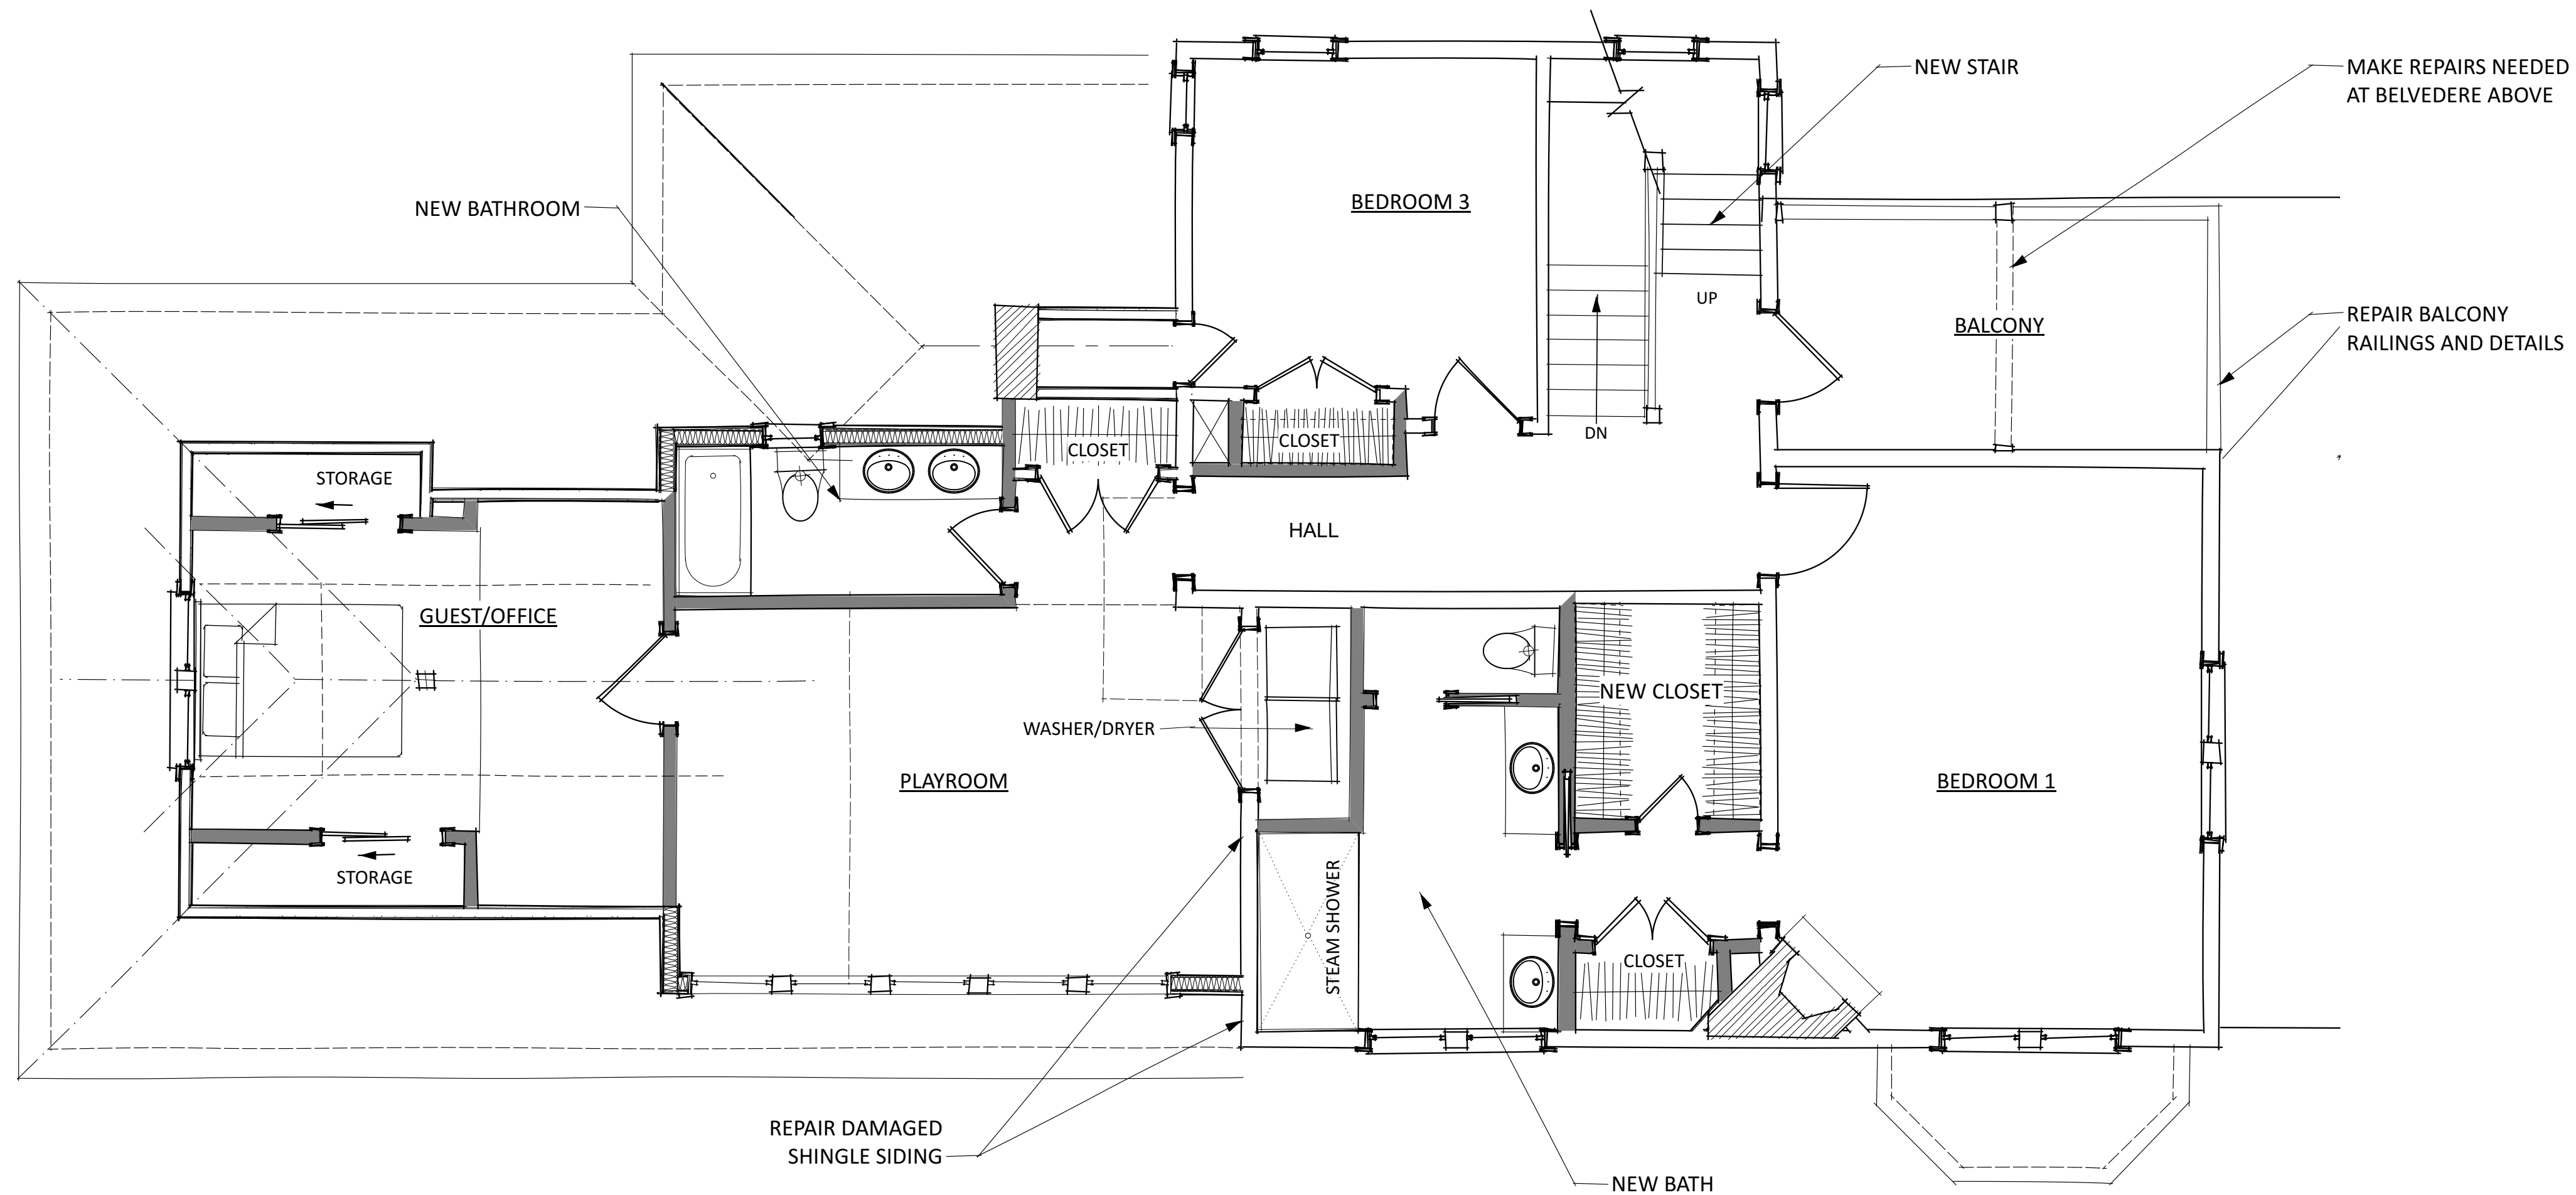 NEW STAIR
MAKE REPAIRS NEEDED
AT BELVEDERE ABOVE
NEW BATHROOM
BEDROOM 3
UP
BALCONY
REPAIR BALCONY
RAILINGS AND DETAILS
DN
CLOSET
CLOSET
STORAGE
HALL
GUEST/OFFICE
NEW CLOSET
WASHER/DRYER
PLAYROOM
BEDROOM 1
STORAGE
STEAM SHOWER
CLOSET
REPAIR DAMAGED
SHINGLE SIDING
NEW BATH